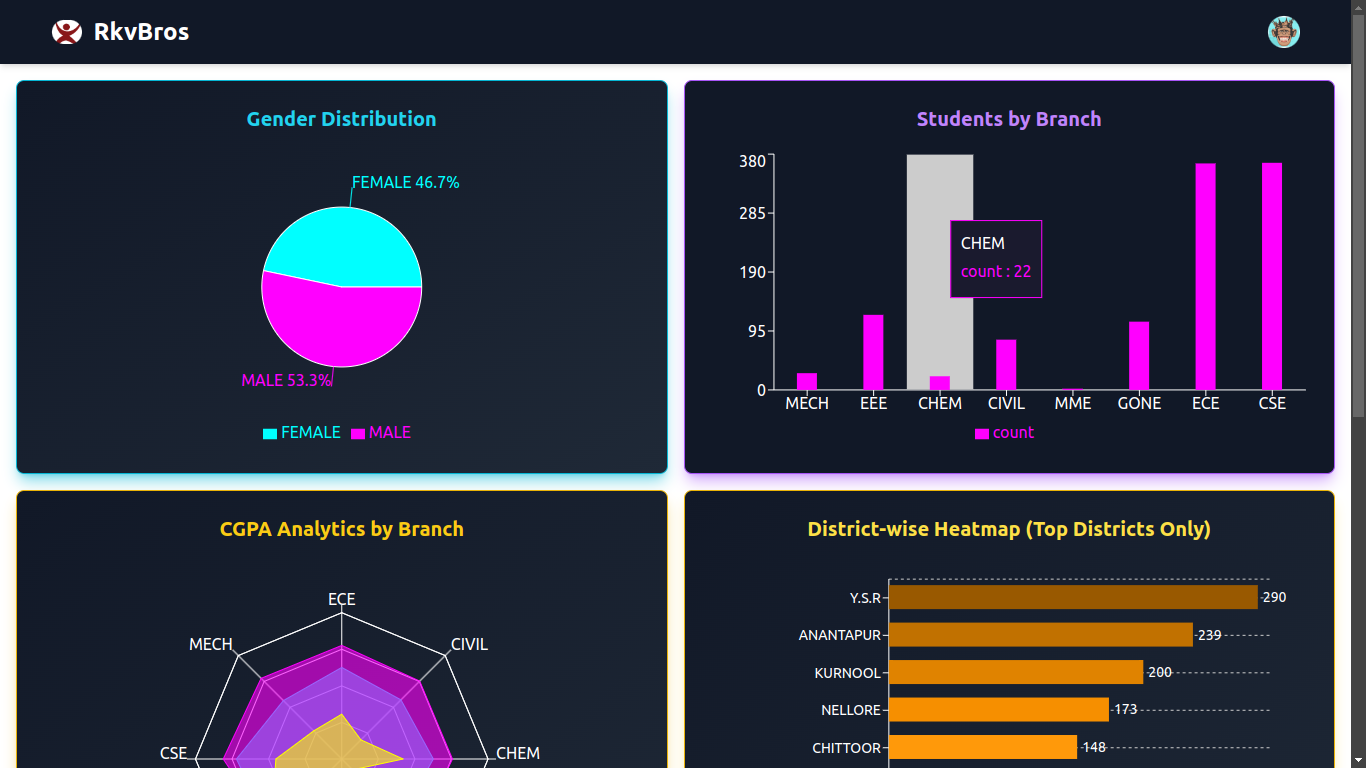 RkvBros
Gender Distribution
FEMALE 46.7%
MALE 53.3%
FEMALE MALE
Students by Branch
380
285
190
95
0
CHEM
count : 22
MECH EEE CHEM CIVIL MME GONE ECE CSE
count
CGPA Analytics by Branch
ECE
MECH CIVIL
CSE CHEM
District-wise Heatmap (Top Districts Only)
Y.S.R 290
ANANTAPUR 239
KURNOOL 200
NELLORE 173
CHITTOOR 148